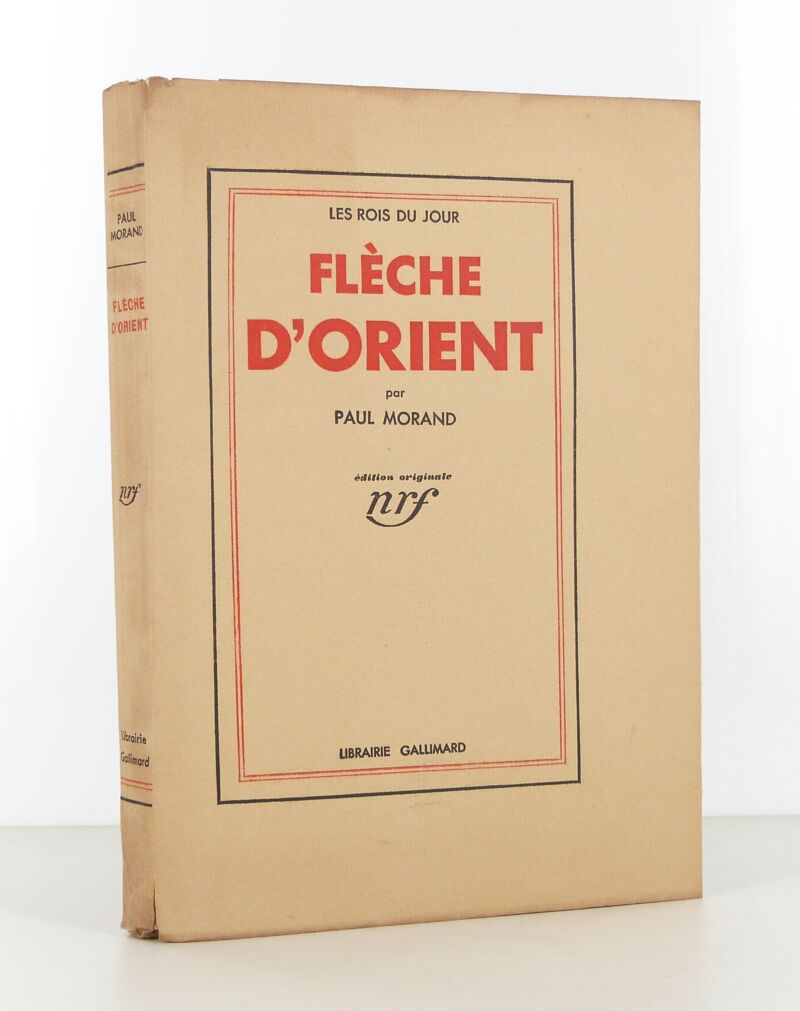 PAUL
MORAND
FLÈCHE
D'ORIENT
nrf
Librairie
Gallimard
LES ROIS DU JOUR
FLÈCHE
D'ORIENT
par
PAUL MORAND
édition originale
nrf
LIBRAIRIE GALLIMARD